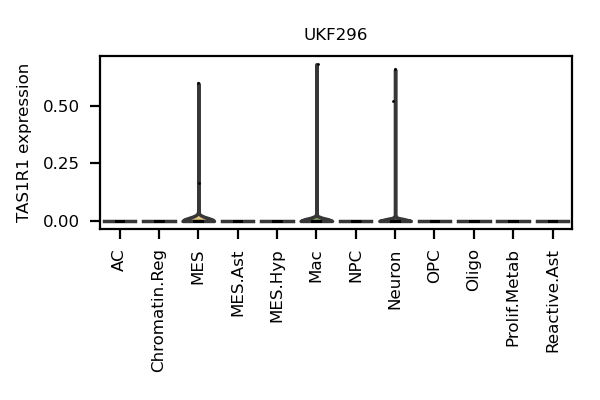 UKF296
TAS1R1 expression
0.50
0.25
0.00
AC
Chromatin.Reg
MES
MES.Ast
MES.Hyp
Mac
NPC
Neuron
OPC
Oligo
Prolif.Metab
Reactive.Ast